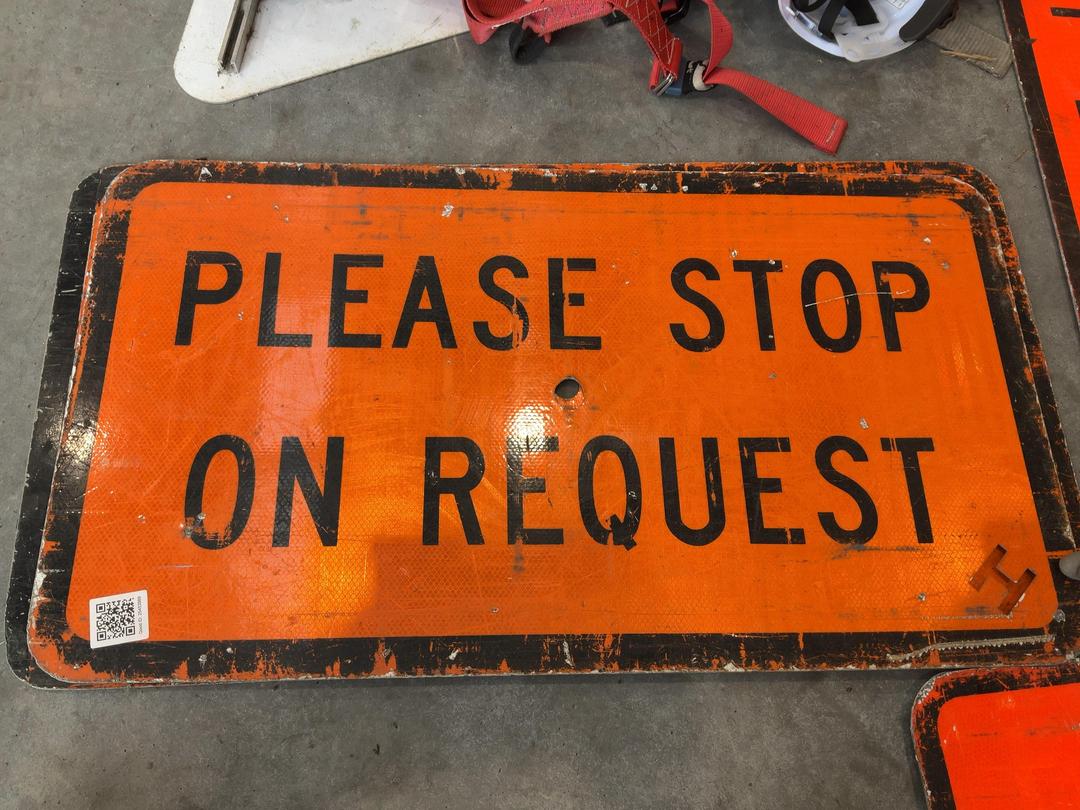 PLEASE STOP
ON REQUEST
H